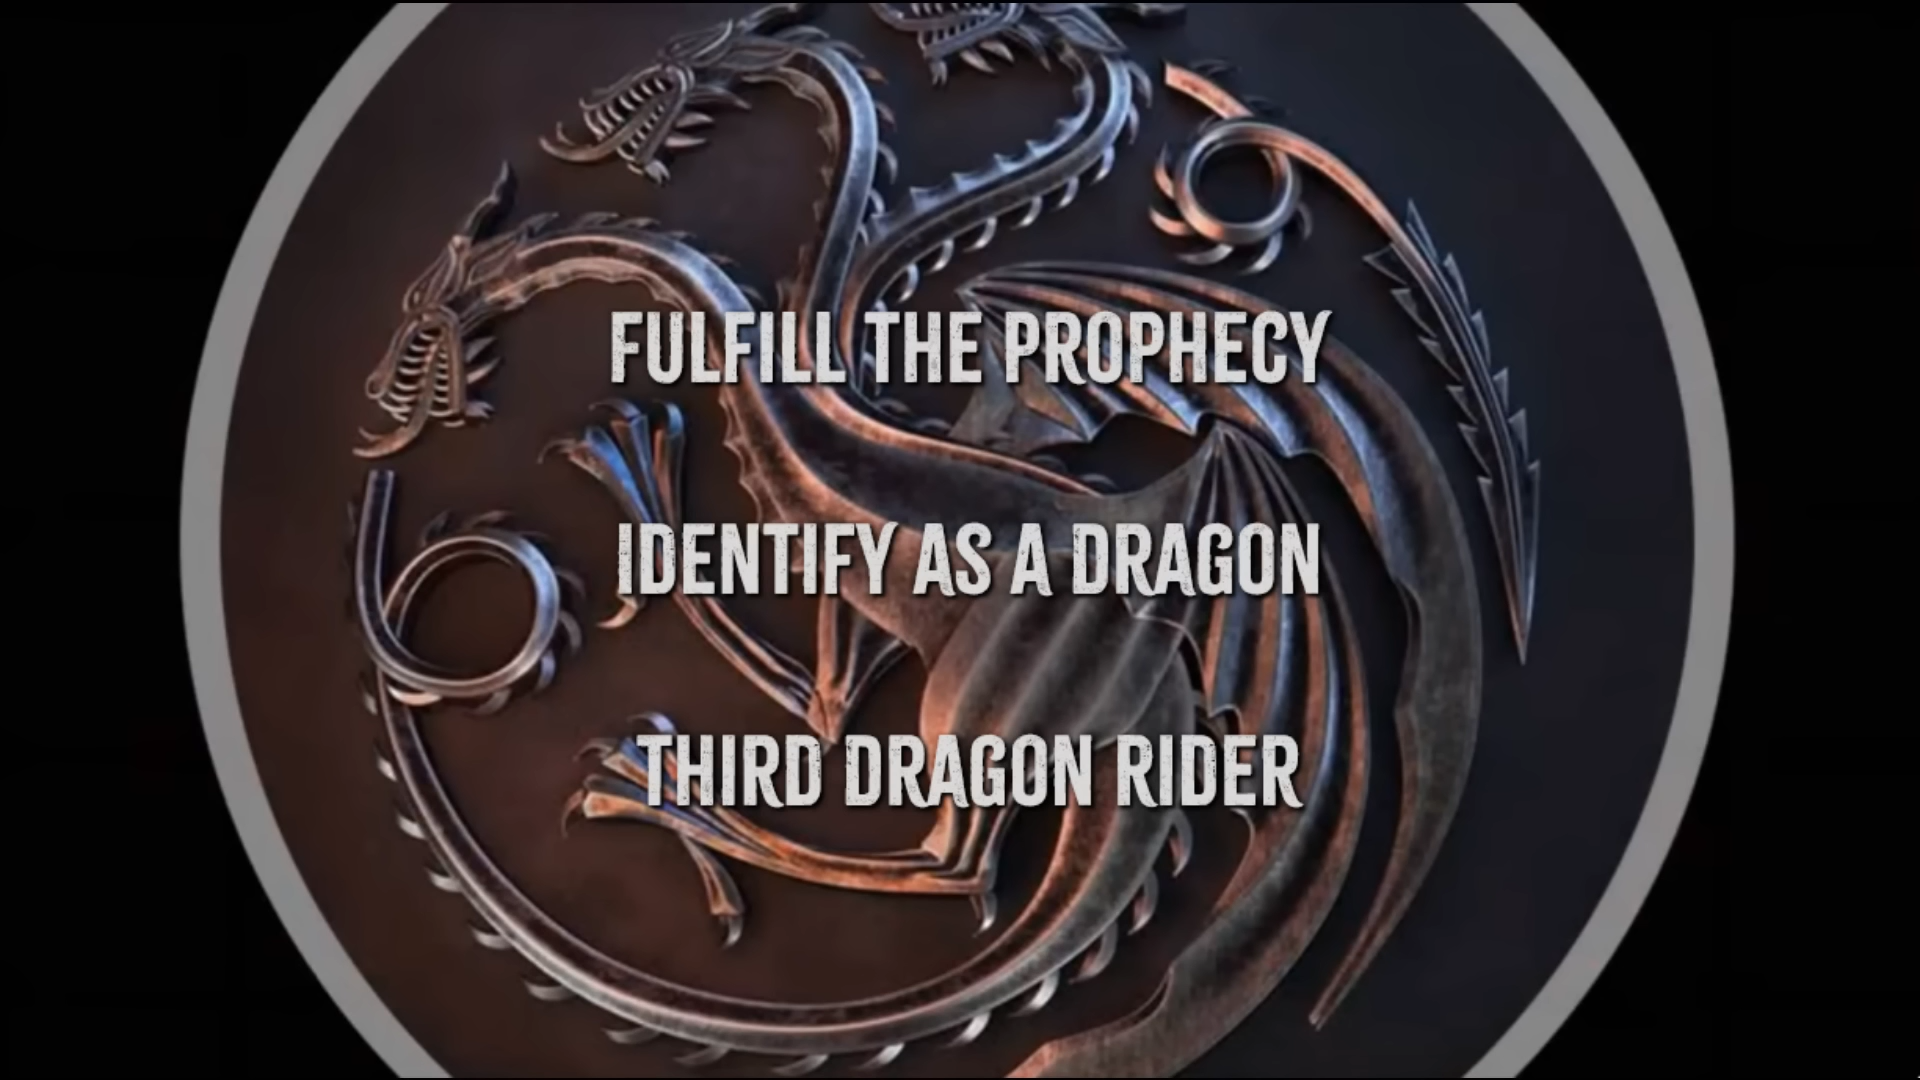 FULFILL THE PROPHECY
IDENTIFY AS A DRAGON
THIRD DRAGON RIDER